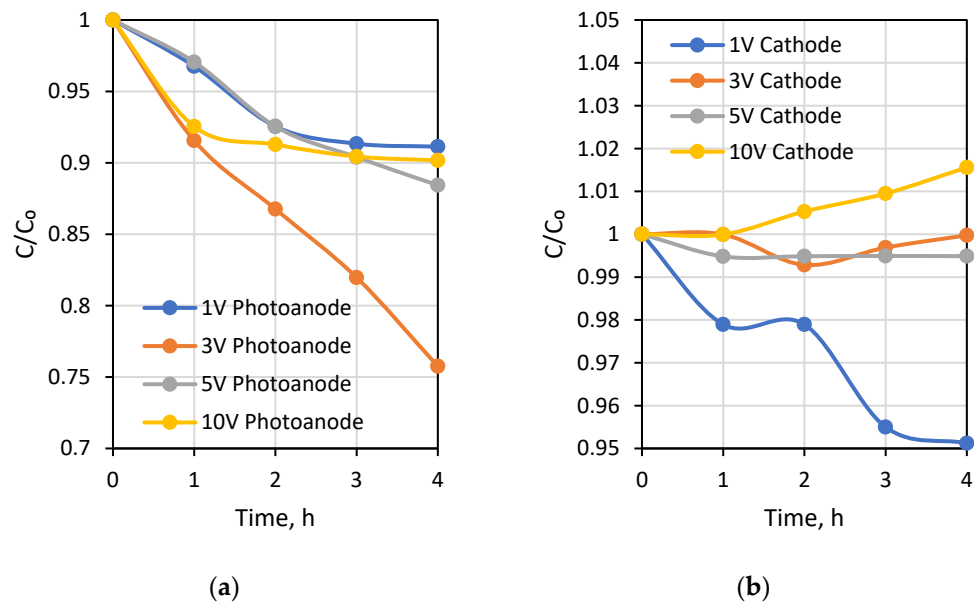 1
0.95
0.9
0.85
0.8
0.75
0.7
C/C₀
1V Photoanode
3V Photoanode
5V Photoanode
10V Photoanode
0 1 2 3 4
Time, h
(a)
1.05
1.04
1.03
1.02
1.01
1
0.99
0.98
0.97
0.96
0.95
C/C₀
1V Cathode
3V Cathode
5V Cathode
10V Cathode
0 1 2 3 4
Time, h
(b)